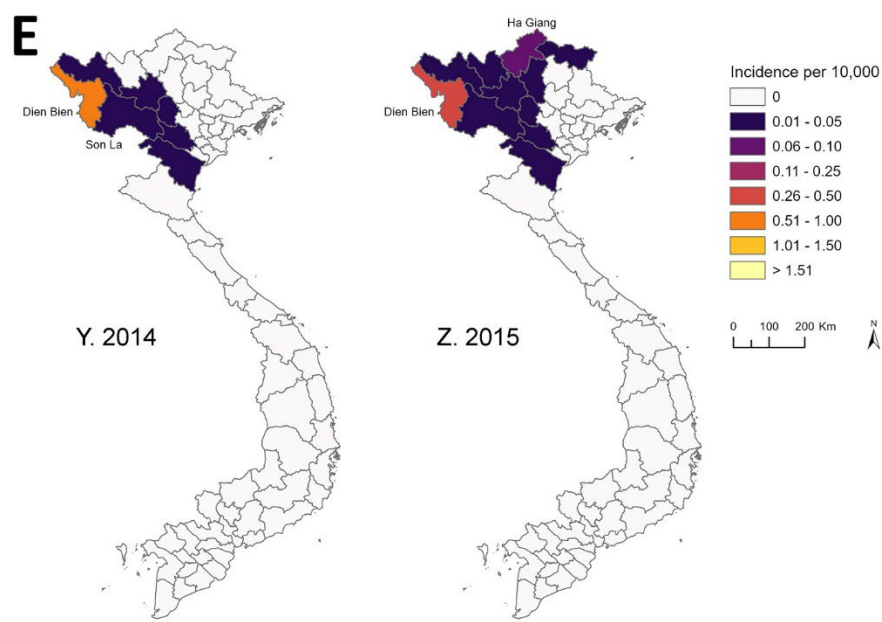 E
Dien Bien
Son La
Y. 2014
Ha Giang
Dien Bien
Z. 2015
Incidence per 10,000
0
0.01 - 0.05
0.06 - 0.10
0.11 - 0.25
0.26 - 0.50
0.51 - 1.00
1.01 - 1.50
> 1.51
0 100 200 Km
N